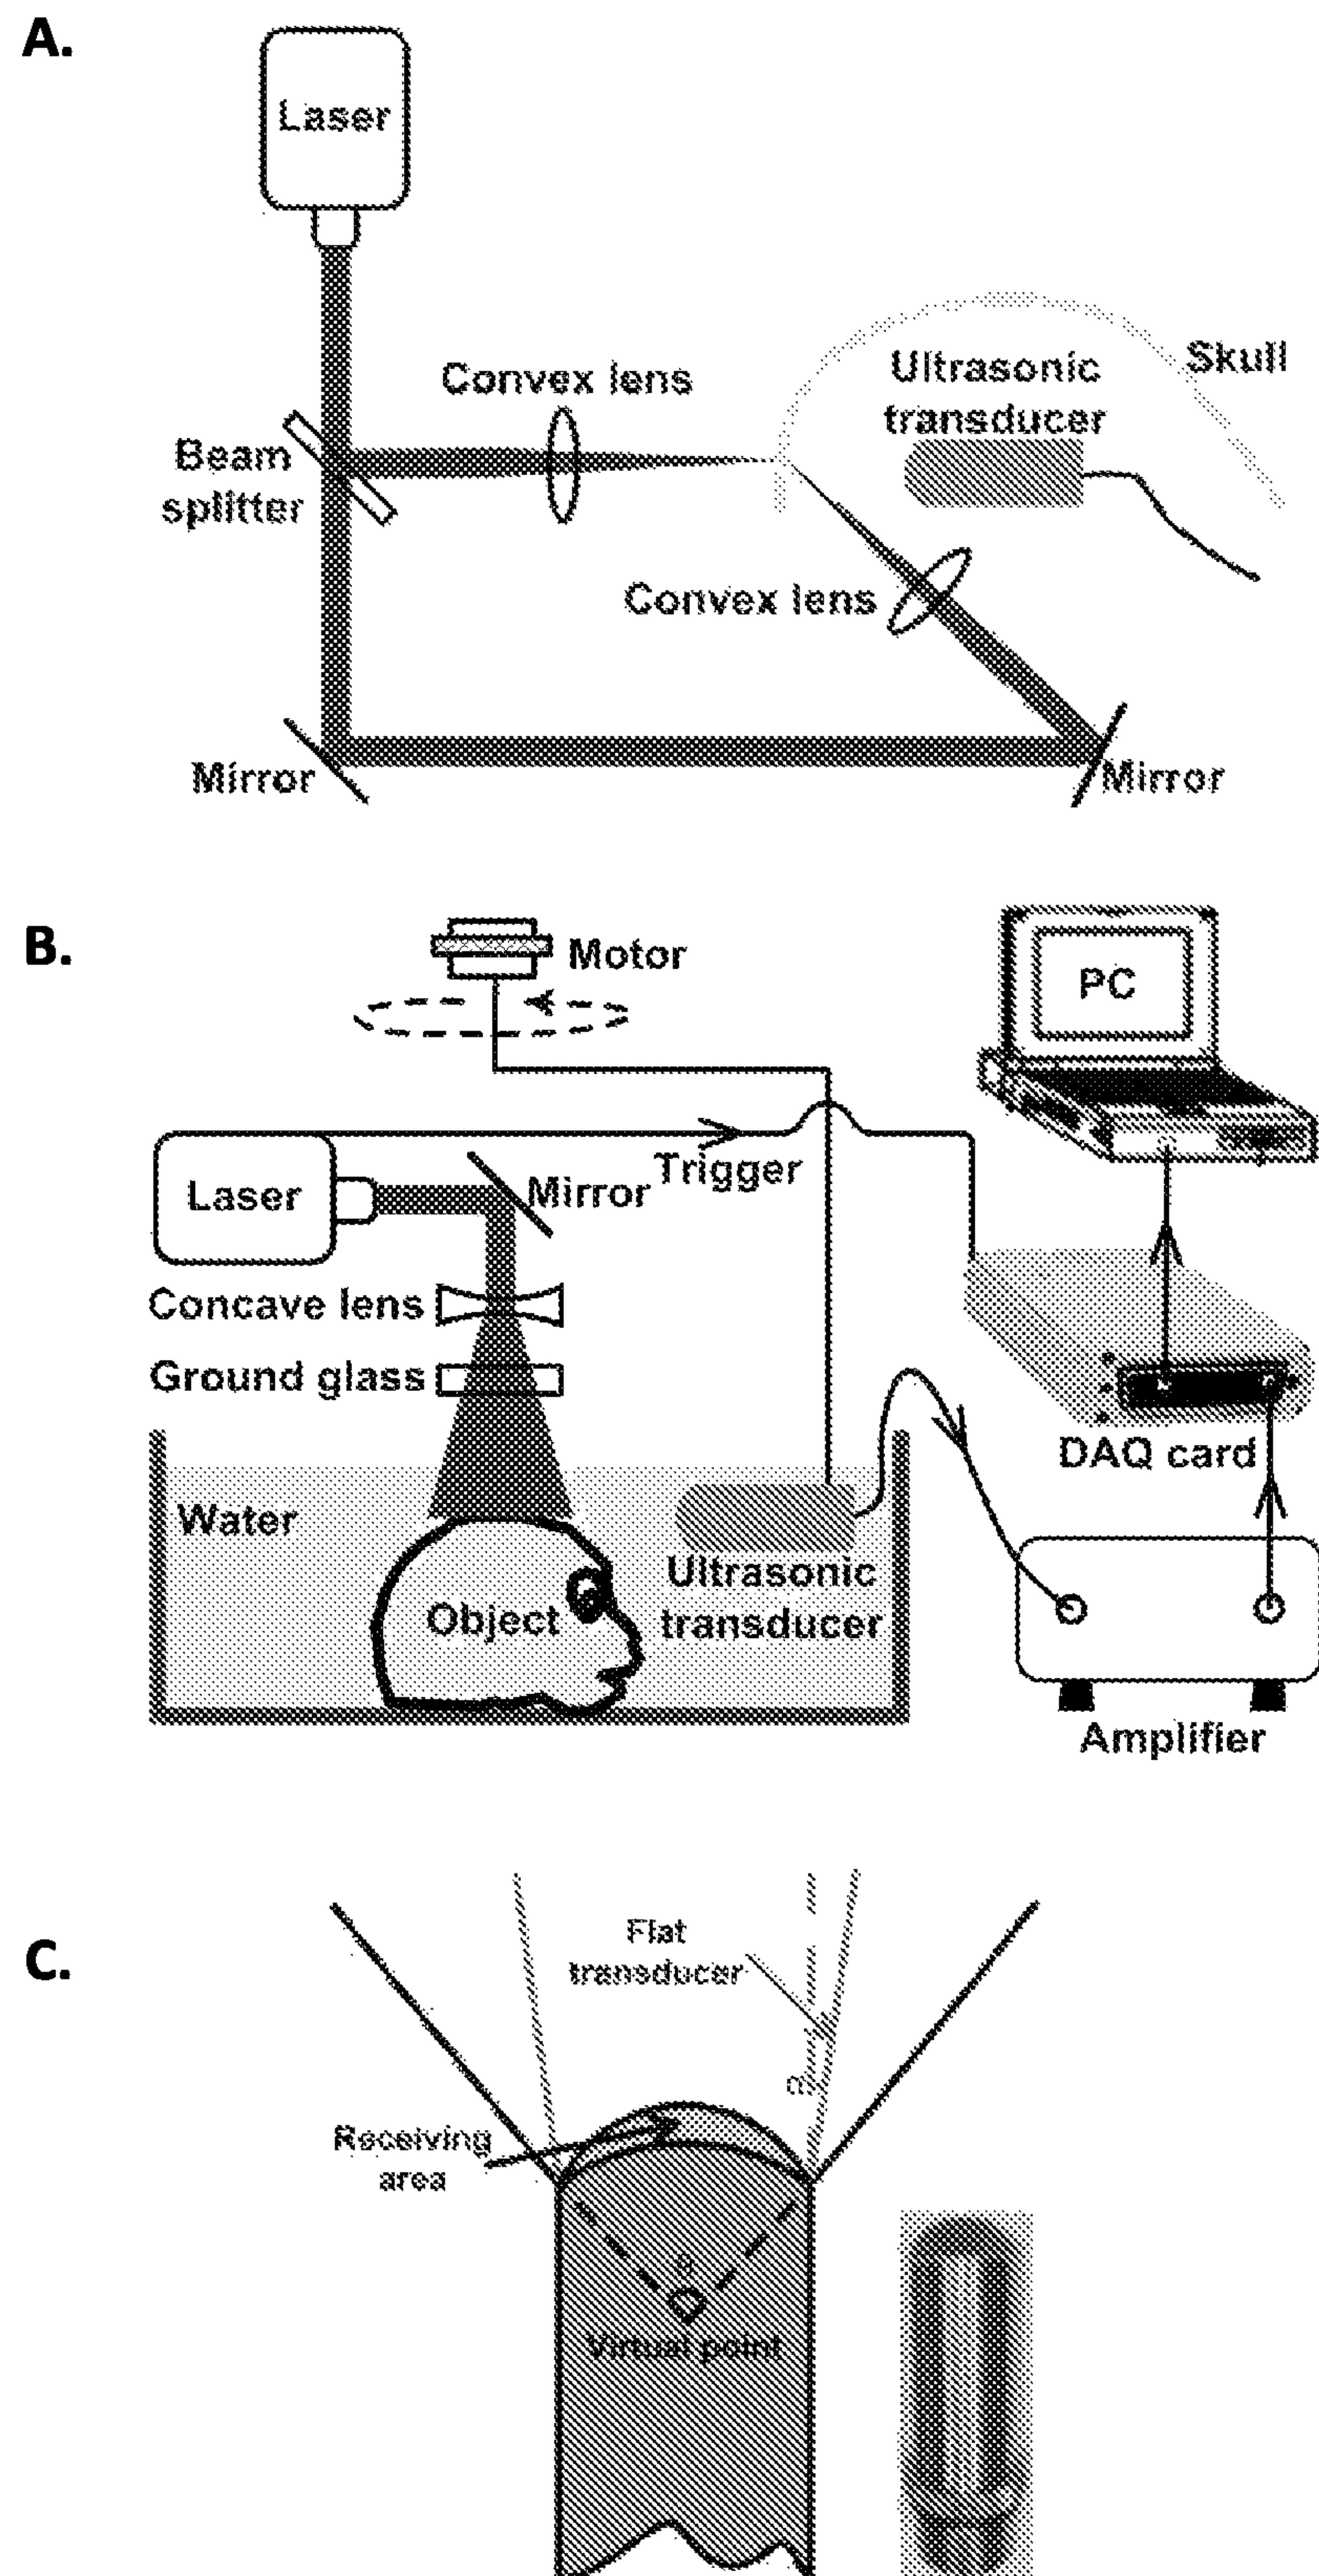 A.
Laser
Convex lens
Ultrasonic
transducer
Skull
Beam
splitter
Convex lens
Mirror
Mirror
B.
Motor
PC
Trigger
Laser
Mirror
Concave lens
Ground glass
DAQ card
Water
Ultrasonic
transducer
Object
Amplifier
C.
Flat
transducer
α
Receiving
area
Θ
Virtual point